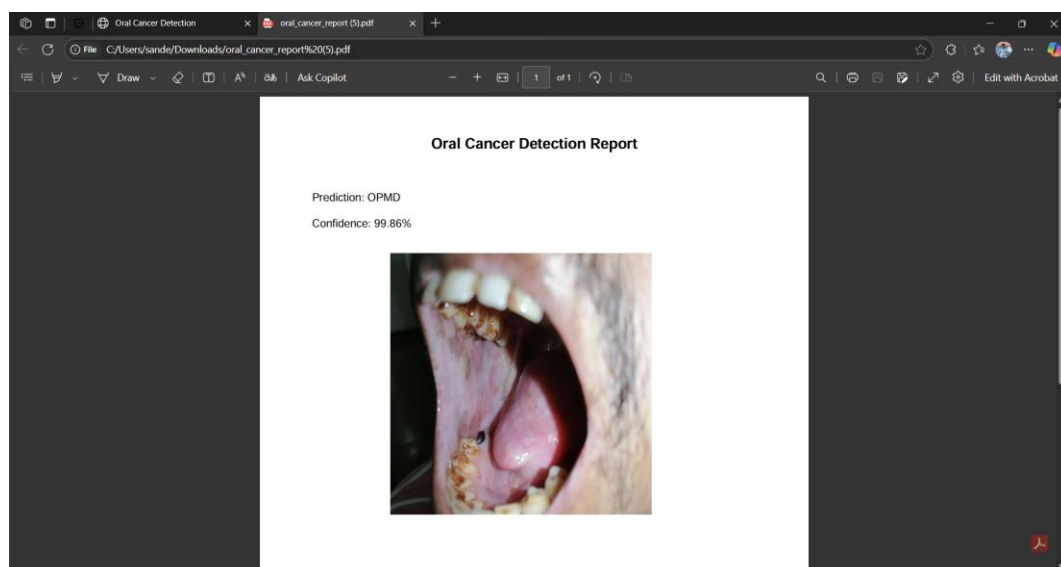 Oral Cancer Detection
oral_cancer_report (5).pdf
File C:/Users/sande/Downloads/oral_cancer_report%20(5).pdf
Draw
Ask Copilot
1 of 1
Edit with Acrobat
Oral Cancer Detection Report
Prediction: OPMD
Confidence: 99.86%